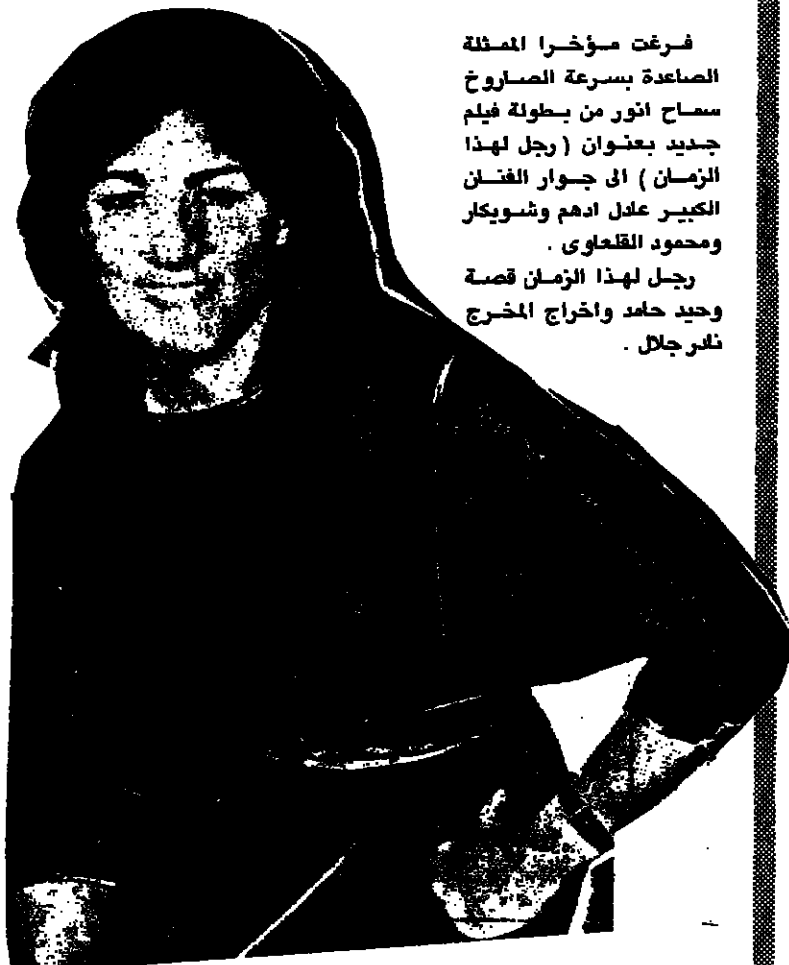 فرغت مؤخرا الممثلة
الصاعدة بسرعة الصاروخ
سماح انور من بطولة فيلم
جديد بعنوان ( رجل لهذا
الزمان ) الى جوار الفنان
الكبير عادل ادهم وشويكار
ومحمود القلعاوى .
رجل لهذا الزمان قصة
وحيد حامد واخراج المخرج
نادر جلال .